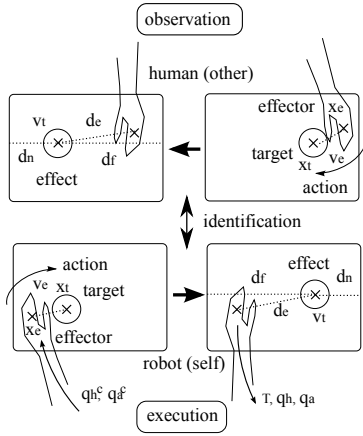 observation
human (other)
vt
de
dn
df
effect
effector
xe
target
xt
ve
action
identification
action
ve
xt
target
xe
effector
effect
df
dn
de
vt
robot (self)
qhc, qac
T, qh, qa
execution